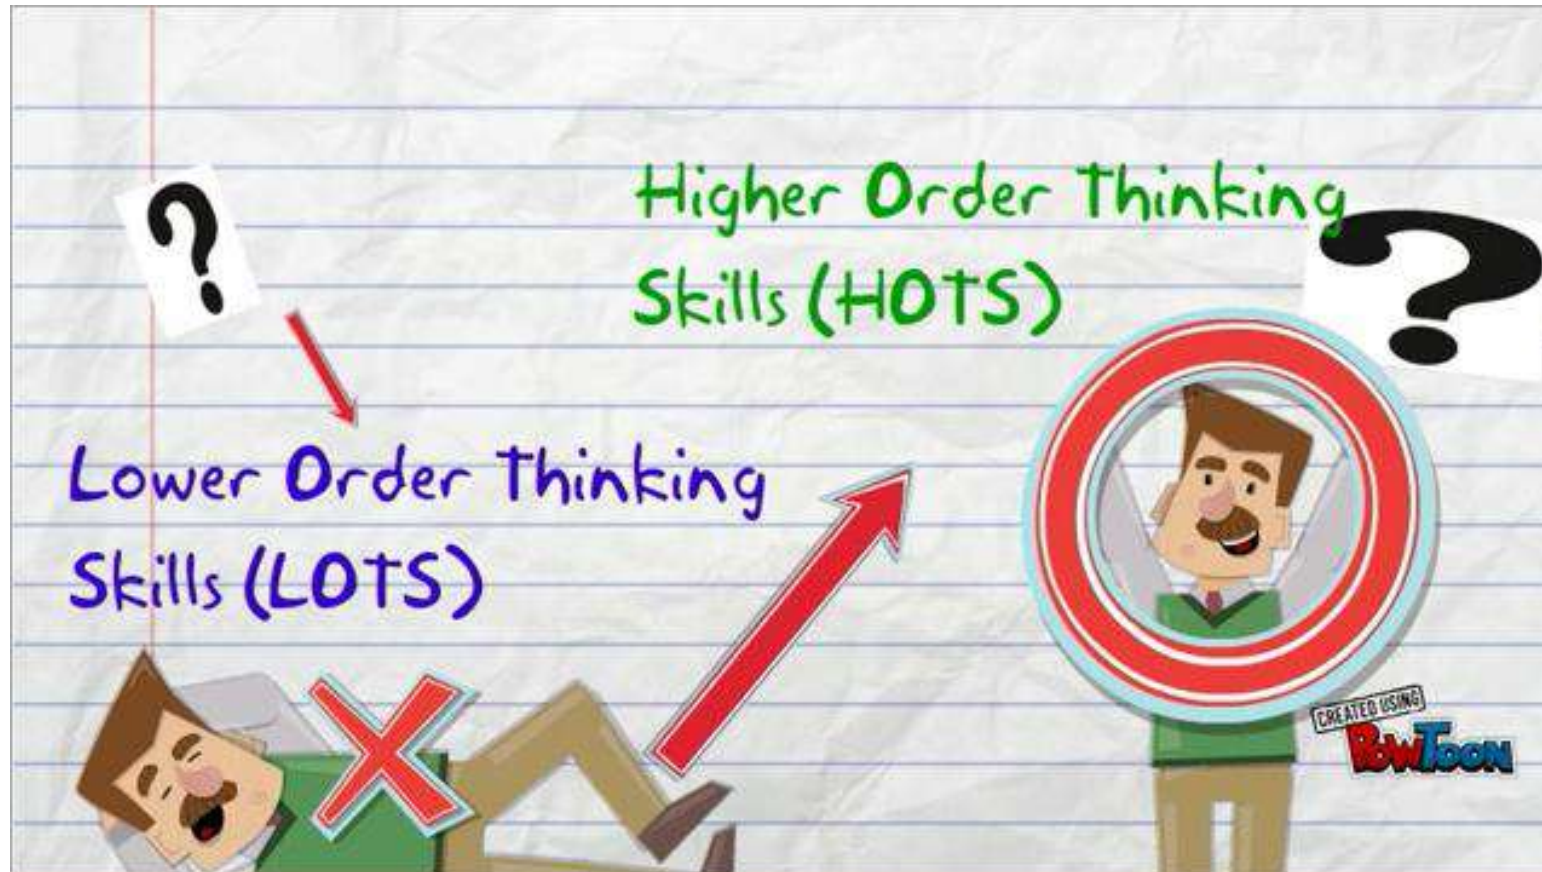 ?
Higher Order Thinking
Skills (HOTS)
?
Lower Order Thinking
Skills (LOTS)
CREATED USING
POWTOON